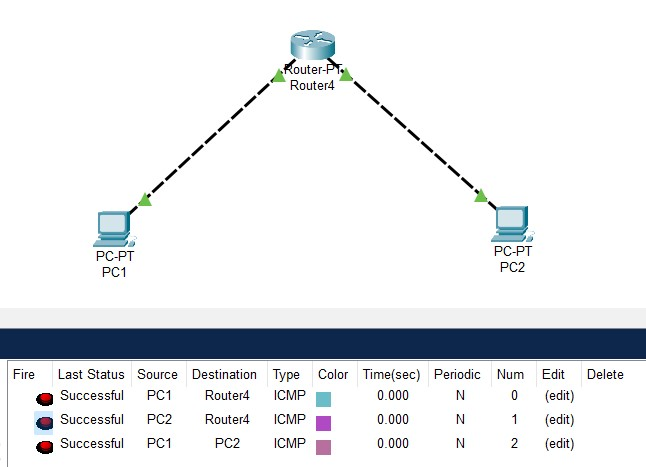 Router-PT
Router4
PC-PT
PC1
PC-PT
PC2
Fire Last Status Source Destination Type Color Time(sec) Periodic Num Edit Delete
Successful PC1 Router4 ICMP 0.000 N 0 (edit)
Successful PC2 Router4 ICMP 0.000 N 1 (edit)
Successful PC1 PC2 ICMP 0.000 N 2 (edit)